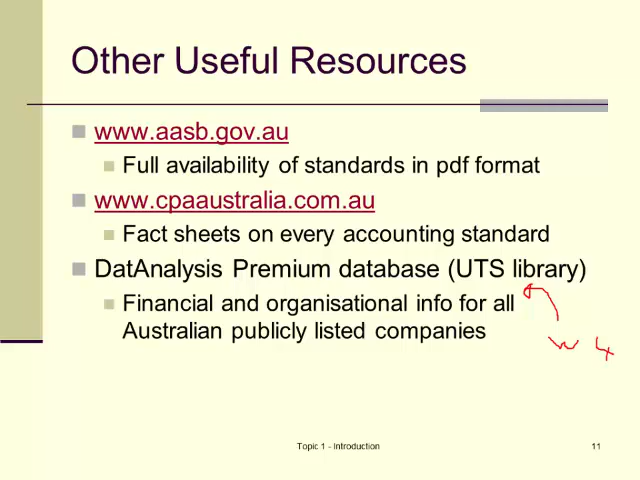 Other Useful Resources
www.aasb.gov.au
Full availability of standards in pdf format
www.cpaaustralia.com.au
Fact sheets on every accounting standard
DatAnalysis Premium database (UTS library)
Financial and organisational info for all
Australian publicly listed companies
w 4
Topic 1 - Introduction
11